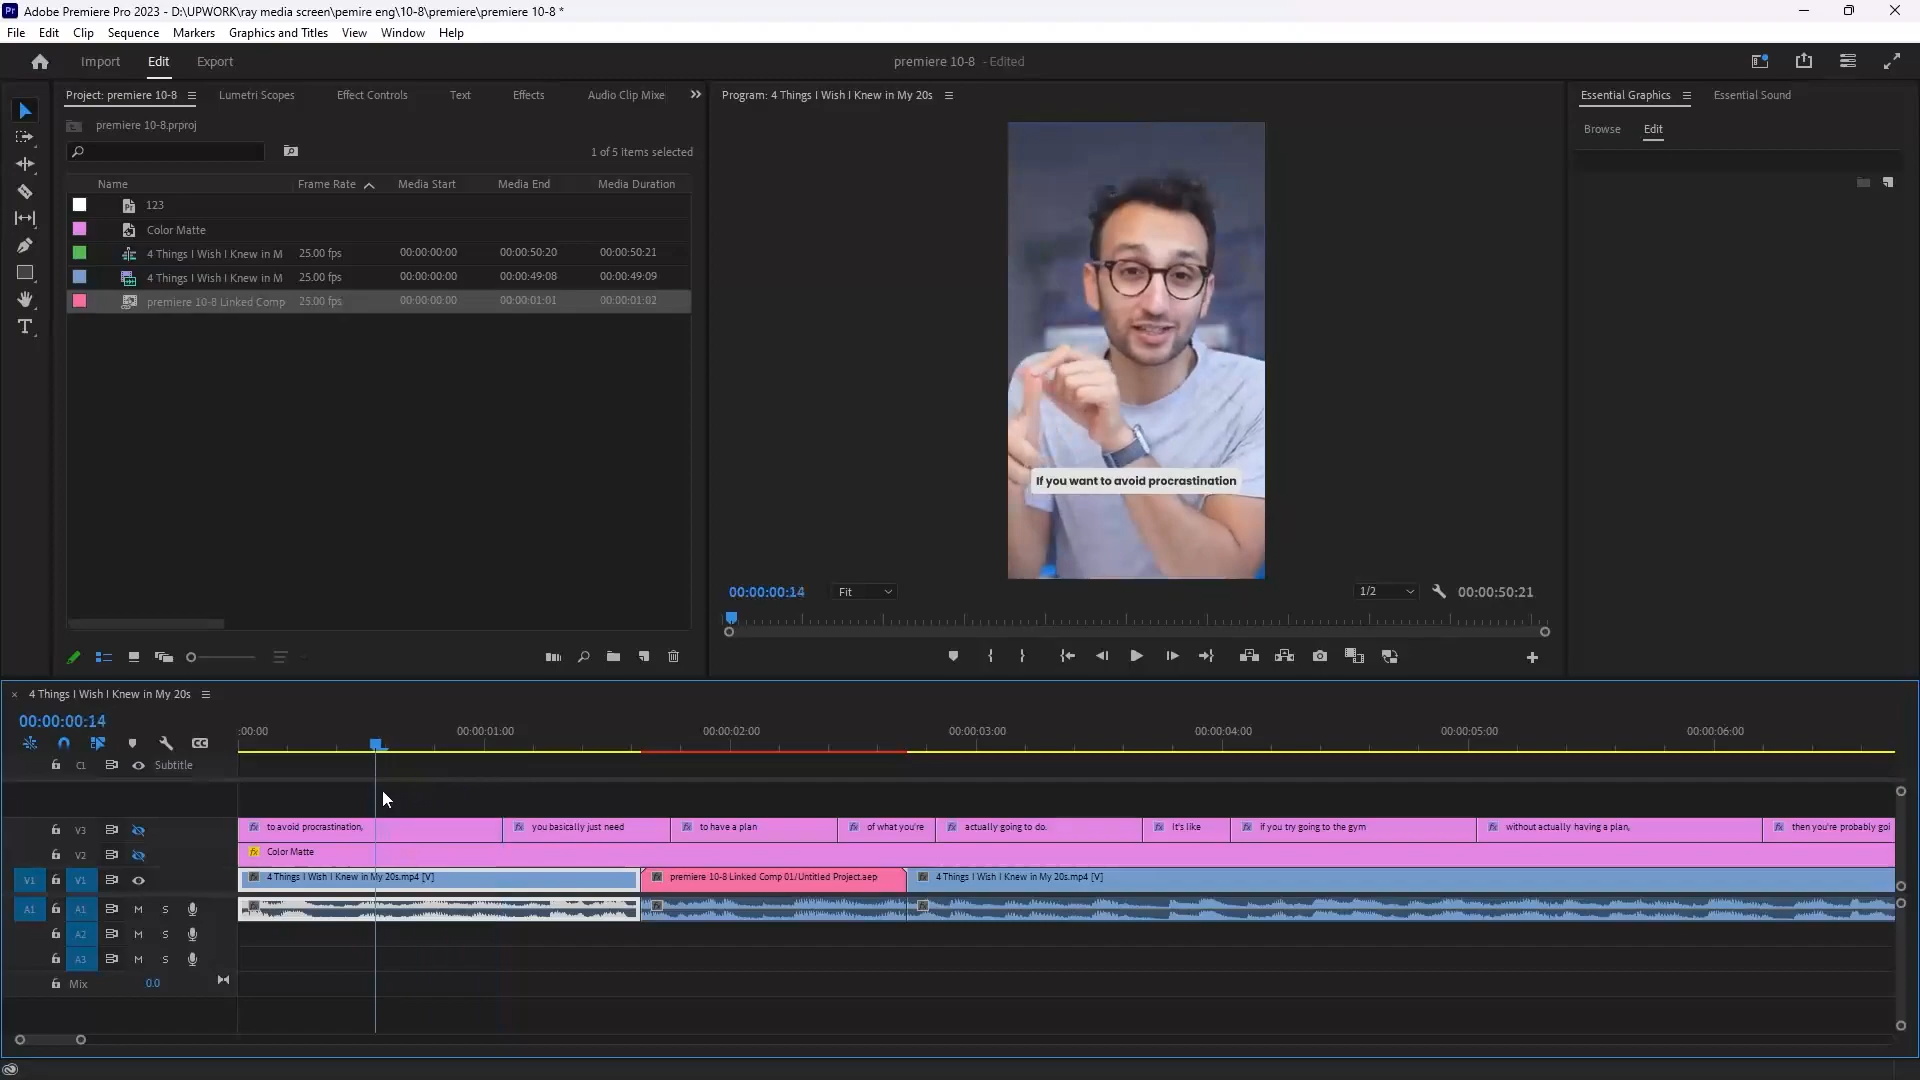 Adobe Premiere Pro 2023 - D:\UPWORK\ray media screen\pemire eng\10-8\premiere\premiere 10-8 *
File Edit Clip Sequence Markers Graphics and Titles View Window Help
Import Edit Export premiere 10-8 - Edited
Project: premiere 10-8 Lumetri Scopes Effect Controls Text Effects Audio Clip Mixe
premiere 10-8.prproj
1 of 5 items selected
Name Frame Rate Media Start Media End Media Duration
123
Color Matte
4 Things I Wish I Knew in M 25.00 fps 00:00:00:00 00:00:50:20 00:00:50:21
4 Things I Wish I Knew in M 25.00 fps 00:00:00:00 00:00:49:08 00:00:49:09
premiere 10-8 Linked Comp 25.00 fps 00:00:00:00 00:00:01:01 00:00:01:02
Program: 4 Things I Wish I Knew in My 20s
If you want to avoid procrastination
00:00:00:14 Fit 1/2 00:00:50:21
Essential Graphics Essential Sound
Browse Edit
4 Things I Wish I Knew in My 20s
00:00:00:14
:00:00 00:00:01:00 00:00:02:00 00:00:03:00 00:00:04:00 00:00:05:00 00:00:06:00
C1 Subtitle
V3 to avoid procrastination, you basically just need to have a plan of what you're actually going to do. It's like if you try going to the gym without actually having a plan, then you're probably goi
V2 Color Matte
V1 V1 4 Things I Wish I Knew in My 20s.mp4 [V] premiere 10-8 Linked Comp 01/Untitled Project.aep 4 Things I Wish I Knew in My 20s.mp4 [V]
A1 A1 M S
A2 M S
A3 M S
Mix 0.0